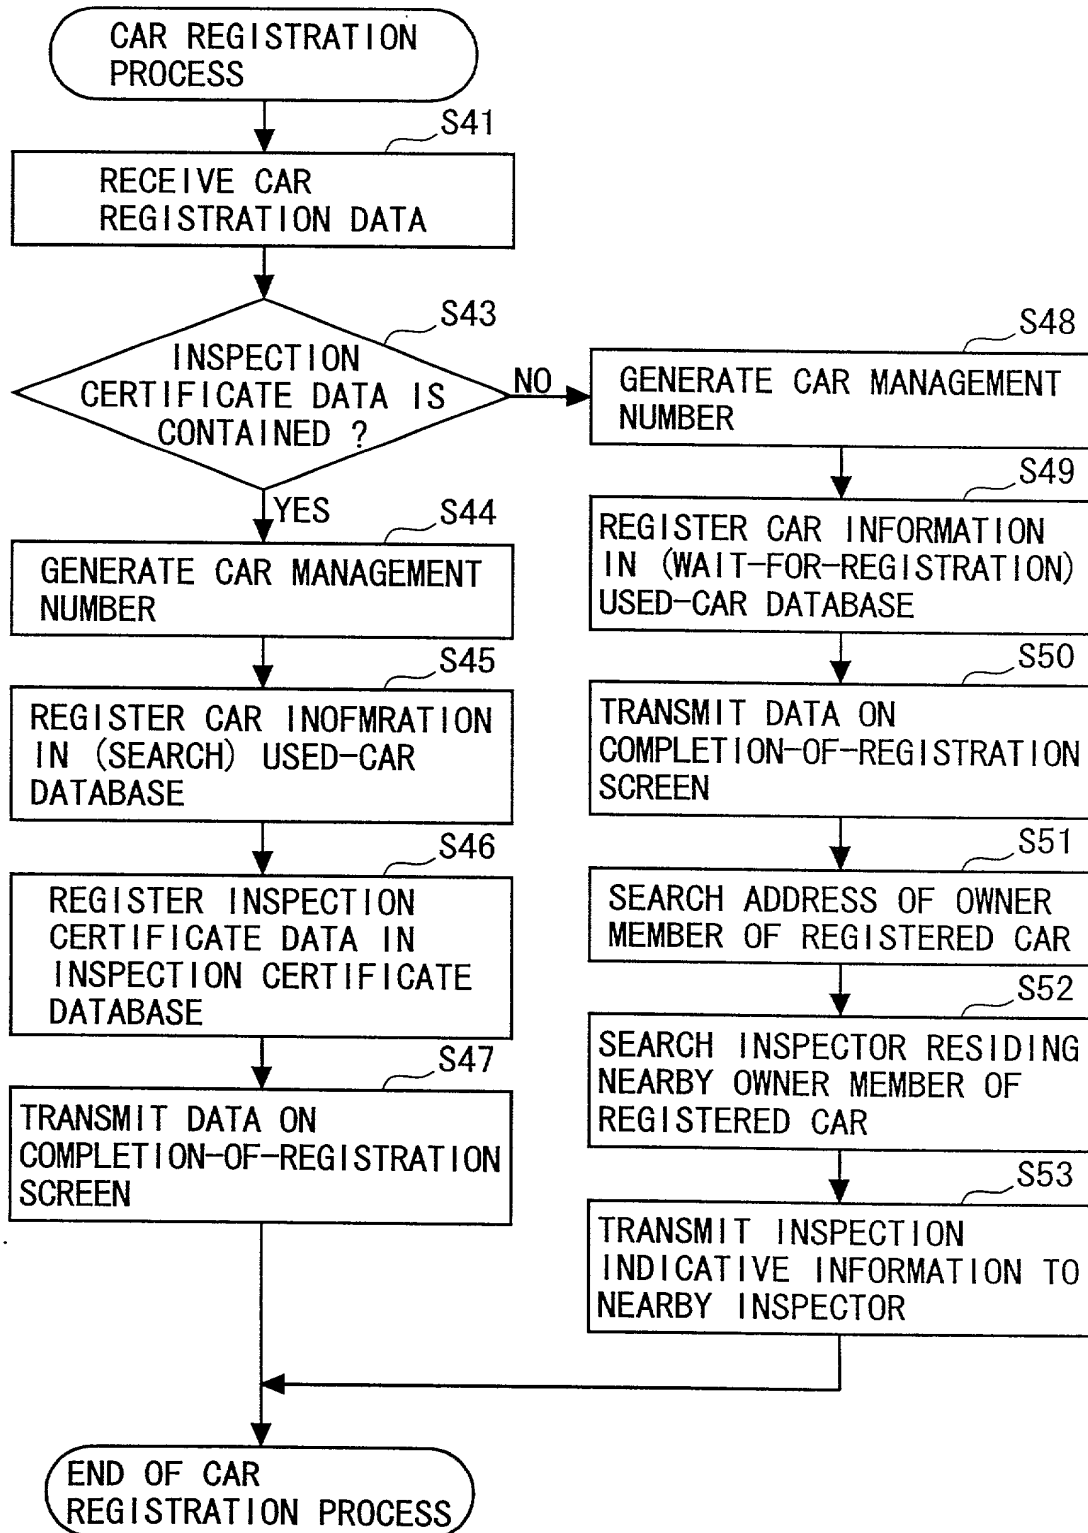 CAR REGISTRATION
PROCESS
S41
RECEIVE CAR
REGISTRATION DATA
S43
INSPECTION
CERTIFICATE DATA IS
CONTAINED ?
NO
YES
S44
GENERATE CAR MANAGEMENT
NUMBER
S45
REGISTER CAR INOFMRATION
IN (SEARCH) USED-CAR
DATABASE
S46
REGISTER INSPECTION
CERTIFICATE DATA IN
INSPECTION CERTIFICATE
DATABASE
S47
TRANSMIT DATA ON
COMPLETION-OF-REGISTRATION
SCREEN
S48
GENERATE CAR MANAGEMENT
NUMBER
S49
REGISTER CAR INFORMATION
IN (WAIT-FOR-REGISTRATION)
USED-CAR DATABASE
S50
TRANSMIT DATA ON
COMPLETION-OF-REGISTRATION
SCREEN
S51
SEARCH ADDRESS OF OWNER
MEMBER OF REGISTERED CAR
S52
SEARCH INSPECTOR RESIDING
NEARBY OWNER MEMBER OF
REGISTERED CAR
S53
TRANSMIT INSPECTION
INDICATIVE INFORMATION TO
NEARBY INSPECTOR
END OF CAR
REGISTRATION PROCESS